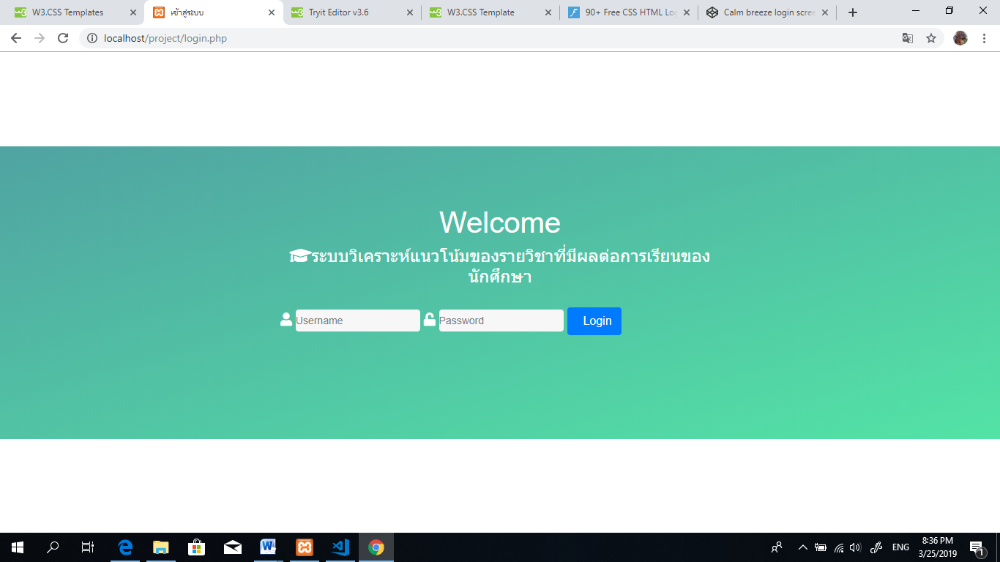 W3.CSS Templates
เข้าสู่ระบบ
Tryit Editor v3.6
W3.CSS Template
90+ Free CSS HTML Log
Calm breeze login scree
localhost/project/login.php
Welcome
ระบบวิเคราะห์แนวโน้มของรายวิชาที่มีผลต่อการเรียนของ
นักศึกษา
Username
Password
Login
ENG
8:36 PM
3/25/2019
1